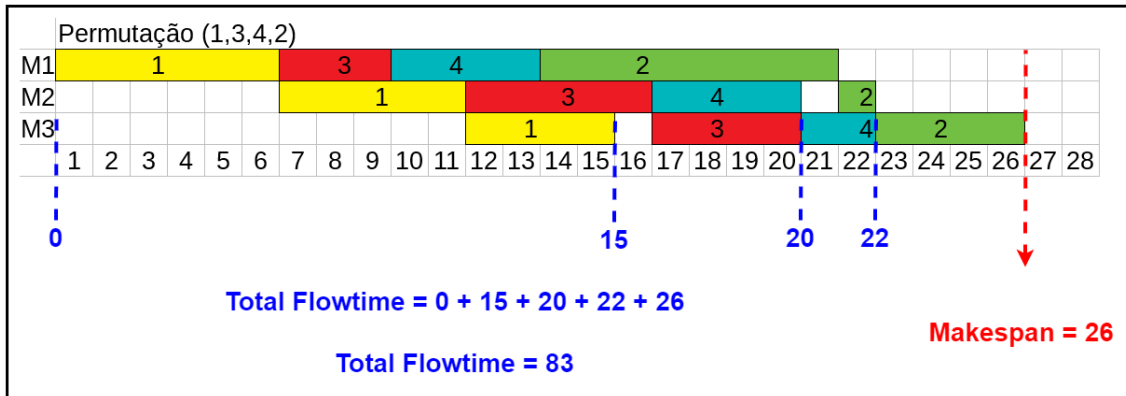 Permutação (1,3,4,2)
M1 1 3 4 2
M2 1 3 4 2
M3 1 3 4 2
1 2 3 4 5 6 7 8 9 10 11 12 13 14 15 16 17 18 19 20 21 22 23 24 25 26 27 28
0 15 20 22
Total Flowtime = 0 + 15 + 20 + 22 + 26
Makespan = 26
Total Flowtime = 83